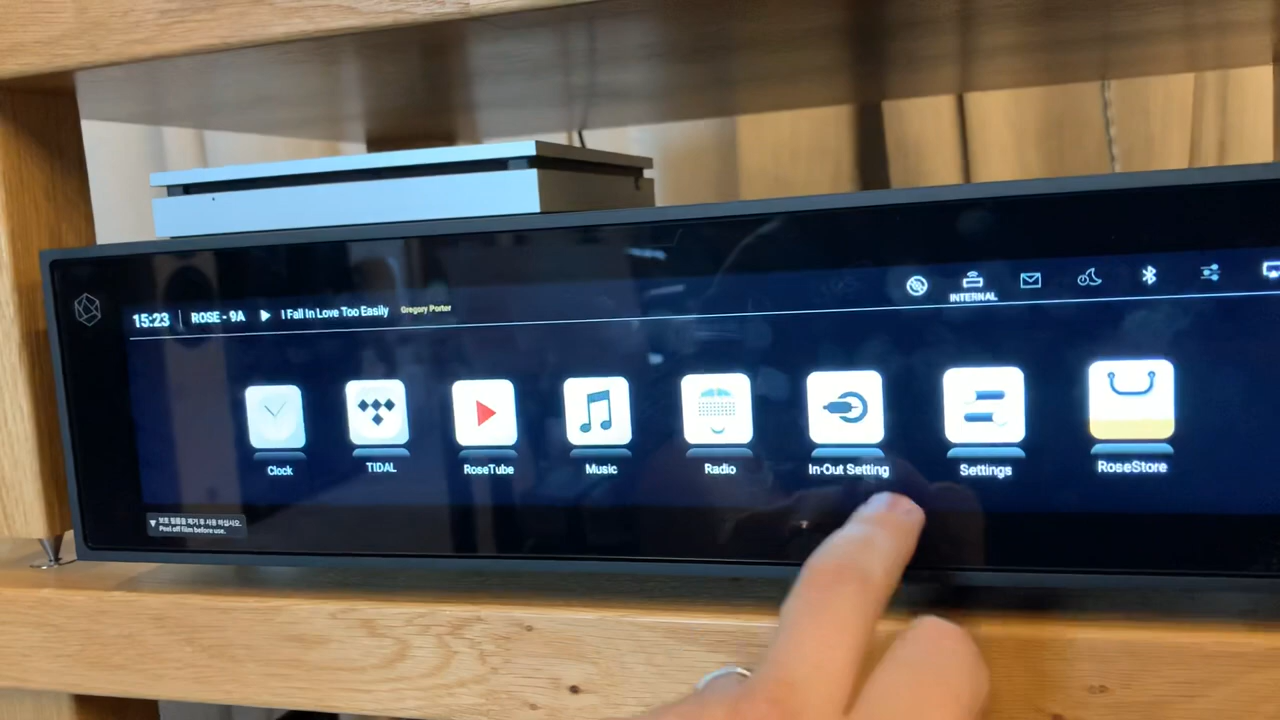 15:23 ROSE - 9A I Fall In Love Too Easily Gregory Porter
INTERNAL
Clock TIDAL RoseTube Music Radio In-Out Setting Settings RoseStore
보호 필름을 제거 후 사용 하십시오.
Peel off film before use.